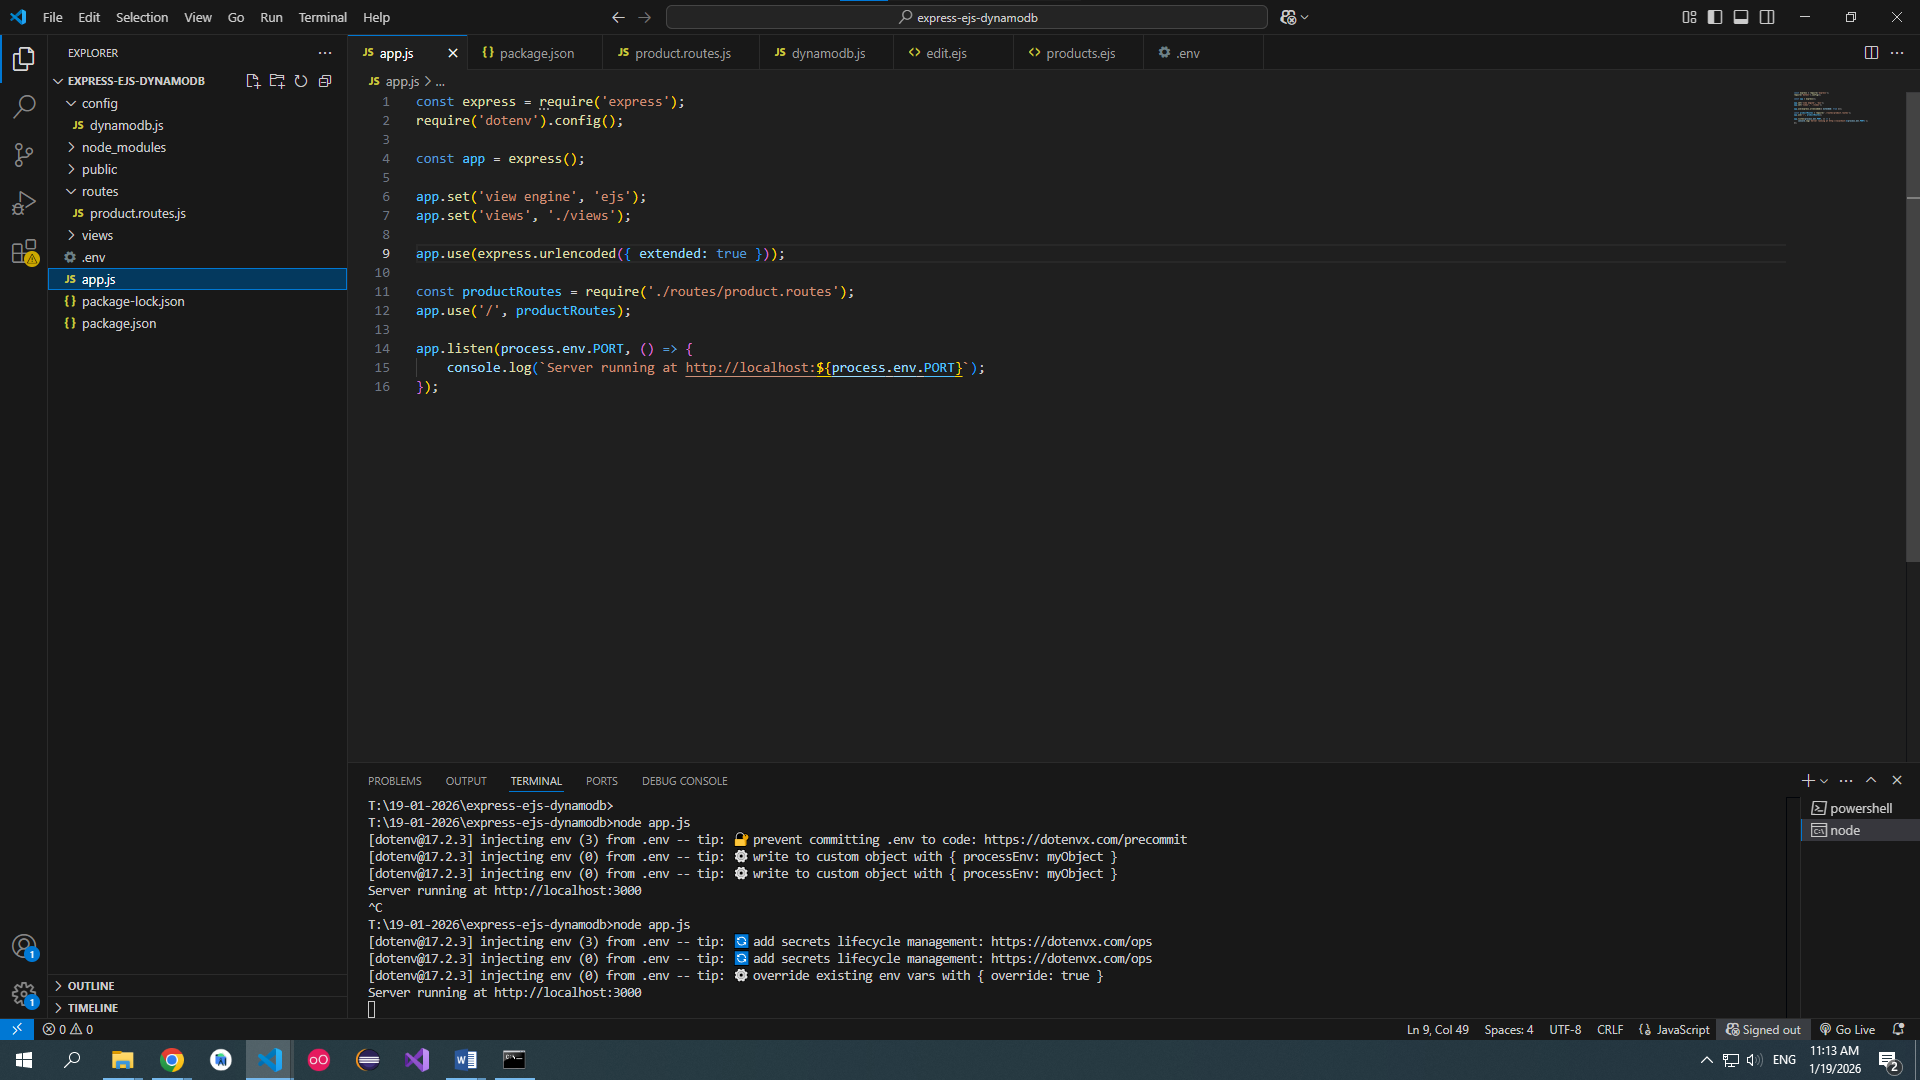 File Edit Selection View Go Run Terminal Help
express-ejs-dynamodb
EXPLORER
EXPRESS-EJS-DYNAMODB
config
JS dynamodb.js
node_modules
public
routes
JS product.routes.js
views
.env
JS app.js
{} package-lock.json
{} package.json
OUTLINE
TIMELINE
JS app.js
{} package.json
JS product.routes.js
JS dynamodb.js
<> edit.ejs
<> products.ejs
.env
JS app.js > ...
1 const express = require('express');
2 require('dotenv').config();
3
4 const app = express();
5
6 app.set('view engine', 'ejs');
7 app.set('views', './views');
8
9 app.use(express.urlencoded({ extended: true }));
10
11 const productRoutes = require('./routes/product.routes');
12 app.use('/', productRoutes);
13
14 app.listen(process.env.PORT, () => {
15 console.log(`Server running at http://localhost:${process.env.PORT}`);
16 });
PROBLEMS OUTPUT TERMINAL PORTS DEBUG CONSOLE
T:\19-01-2026\express-ejs-dynamodb>
T:\19-01-2026\express-ejs-dynamodb>node app.js
[dotenv@17.2.3] injecting env (3) from .env -- tip: 🔐 prevent committing .env to code: https://dotenvx.com/precommit
[dotenv@17.2.3] injecting env (0) from .env -- tip: ⚙️ write to custom object with { processEnv: myObject }
[dotenv@17.2.3] injecting env (0) from .env -- tip: ⚙️ write to custom object with { processEnv: myObject }
Server running at http://localhost:3000
^C
T:\19-01-2026\express-ejs-dynamodb>node app.js
[dotenv@17.2.3] injecting env (3) from .env -- tip: 🔄 add secrets lifecycle management: https://dotenvx.com/ops
[dotenv@17.2.3] injecting env (0) from .env -- tip: 🔄 add secrets lifecycle management: https://dotenvx.com/ops
[dotenv@17.2.3] injecting env (0) from .env -- tip: ⚙️ override existing env vars with { override: true }
Server running at http://localhost:3000
powershell
node
1
1
0 0
Ln 9, Col 49 Spaces: 4 UTF-8 CRLF {} JavaScript Signed out Go Live
ENG
11:13 AM
1/19/2026
2